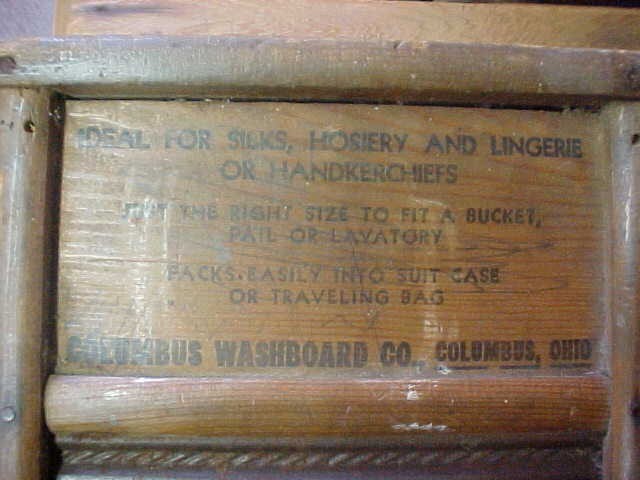 IDEAL FOR SILKS, HOSIERY AND LINGERIE
OR HANDKERCHIEFS
JUST THE RIGHT SIZE TO FIT A BUCKET,
PAIL OR LAVATORY
PACKS EASILY INTO SUIT CASE
OR TRAVELING BAG
COLUMBUS WASHBOARD CO., COLUMBUS, OHIO